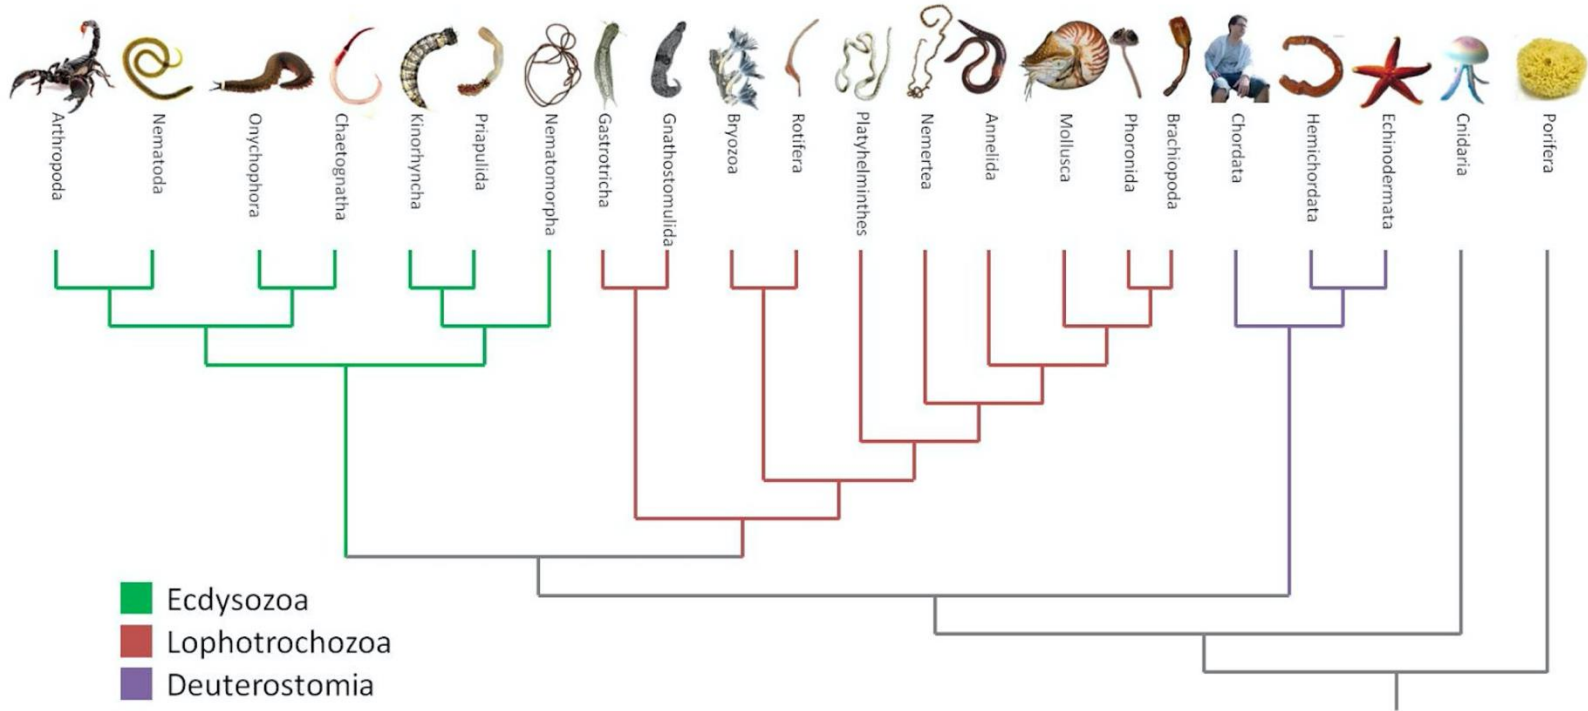 Arthropoda
Nematoda
Onychophora
Chaetognatha
Kinorhyncha
Priapulida
Nematomorpha
Gastrotricha
Gnathostomulida
Bryozoa
Rotifera
Platyhelminthes
Nemertea
Annelida
Mollusca
Phoronida
Brachiopoda
Chordata
Hemichordata
Echinodermata
Cnidaria
Porifera
Ecdysozoa
Lophotrochozoa
Deuterostomia